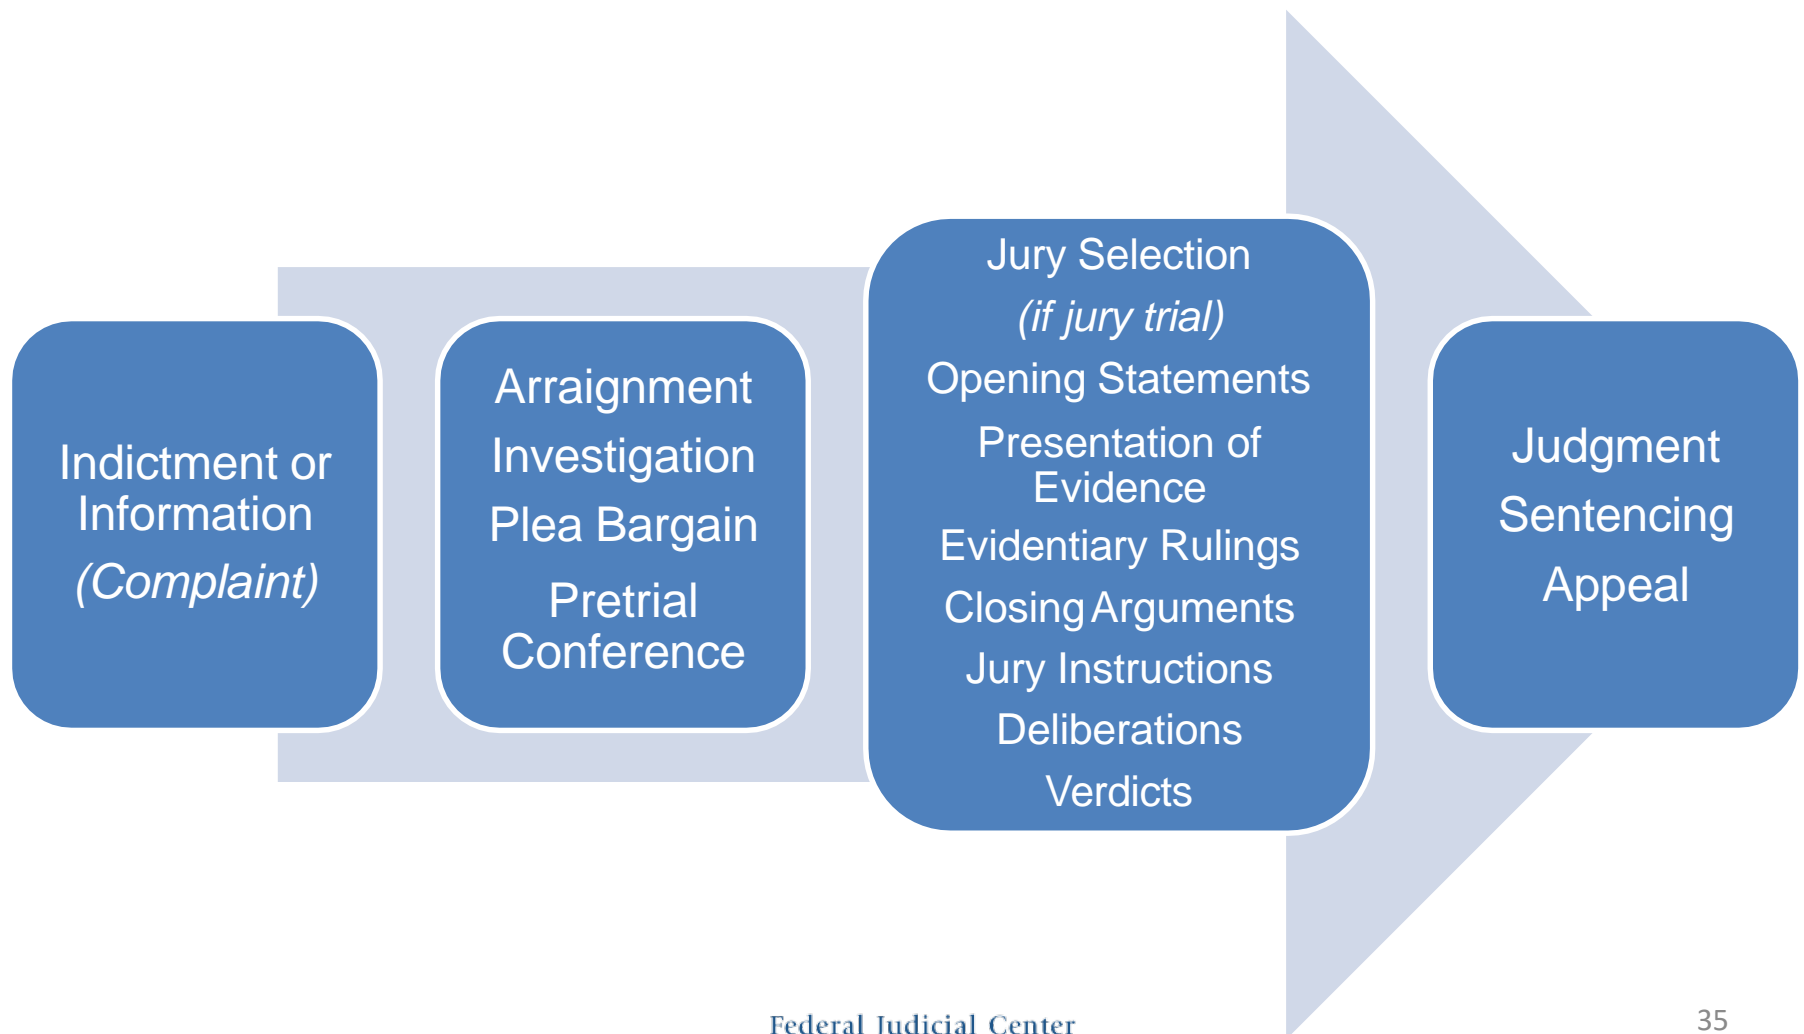 Indictment or
Information
(Complaint)
Arraignment
Investigation
Plea Bargain
Pretrial
Conference
Jury Selection
(if jury trial)
Opening Statements
Presentation of
Evidence
Evidentiary Rulings
Closing Arguments
Jury Instructions
Deliberations
Verdicts
Judgment
Sentencing
Appeal
Federal Judicial Center
35